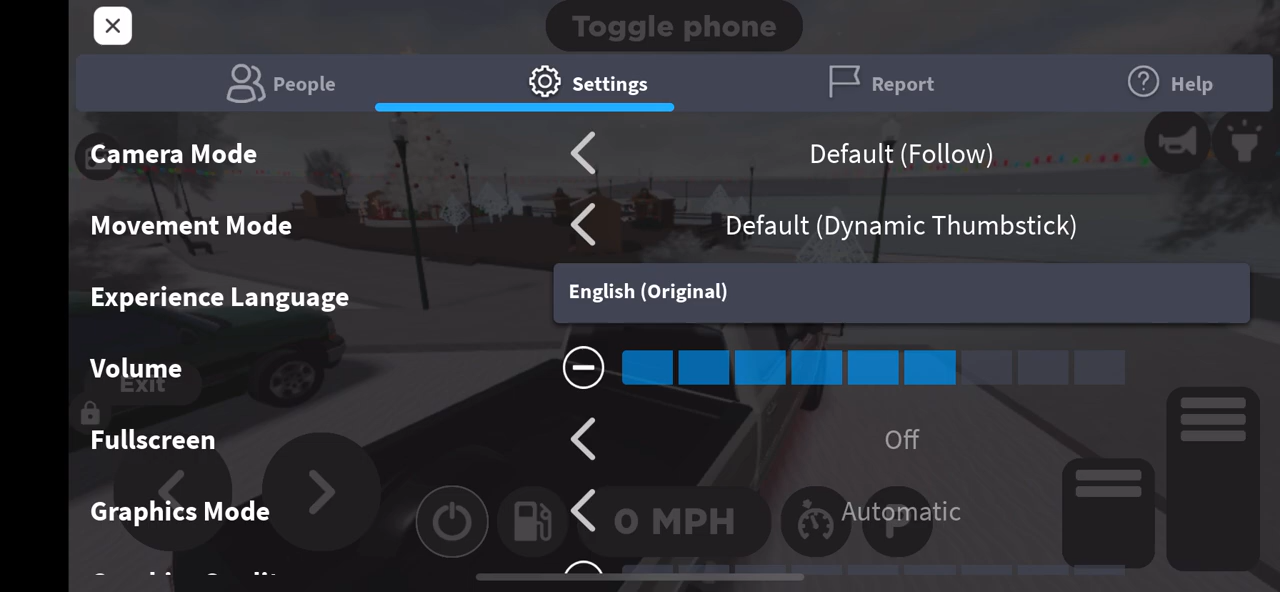 Toggle phone
People
Settings
Report
Help
Camera Mode
Default (Follow)
Movement Mode
Default (Dynamic Thumbstick)
Experience Language
English (Original)
Volume
Exit
Fullscreen
Off
Graphics Mode
Automatic
0 MPH
P